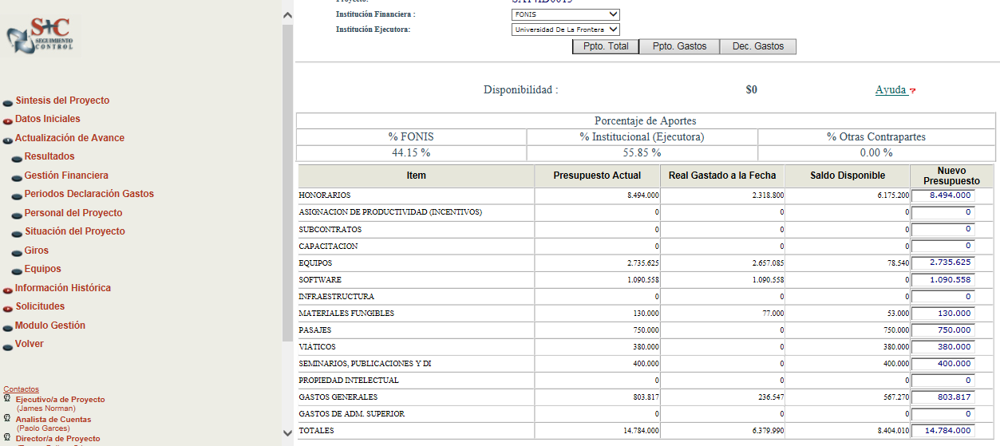 S+C
SEGUIMIENTO
CONTROL
Sintesis del Proyecto
Datos Iniciales
Actualización de Avance
Resultados
Gestión Financiera
Periodos Declaración Gastos
Personal del Proyecto
Situación del Proyecto
Giros
Equipos
Información Histórica
Solicitudes
Modulo Gestión
Volver
Contactos
Ejecutivo/a de Proyecto
(James Norman)
Analista de Cuentas
(Paolo Garces)
Director/a de Proyecto
Institución Financiera : FONIS
Institución Ejecutora: Universidad De La Frontera
Ppto. Total Ppto. Gastos Dec. Gastos
Disponibilidad : $0 Ayuda ?
Porcentaje de Aportes
% FONIS % Institucional (Ejecutora) % Otras Contrapartes
44.15 % 55.85 % 0.00 %
Item Presupuesto Actual Real Gastado a la Fecha Saldo Disponible Nuevo Presupuesto
HONORARIOS 8.494.000 2.318.800 6.175.200 8.494.000
ASIGNACION DE PRODUCTIVIDAD (INCENTIVOS) 0 0 0 0
SUBCONTRATOS 0 0 0 0
CAPACITACION 0 0 0 0
EQUIPOS 2.735.625 2.657.085 78.540 2.735.625
SOFTWARE 1.090.558 1.090.558 0 1.090.558
INFRAESTRUCTURA 0 0 0 0
MATERIALES FUNGIBLES 130.000 77.000 53.000 130.000
PASAJES 750.000 0 750.000 750.000
VIATICOS 380.000 0 380.000 380.000
SEMINARIOS, PUBLICACIONES Y DI 400.000 0 400.000 400.000
PROPIEDAD INTELECTUAL 0 0 0 0
GASTOS GENERALES 803.817 236.547 567.270 803.817
GASTOS DE ADM. SUPERIOR 0 0 0 0
TOTALES 14.784.000 6.379.990 8.404.010 14.784.000